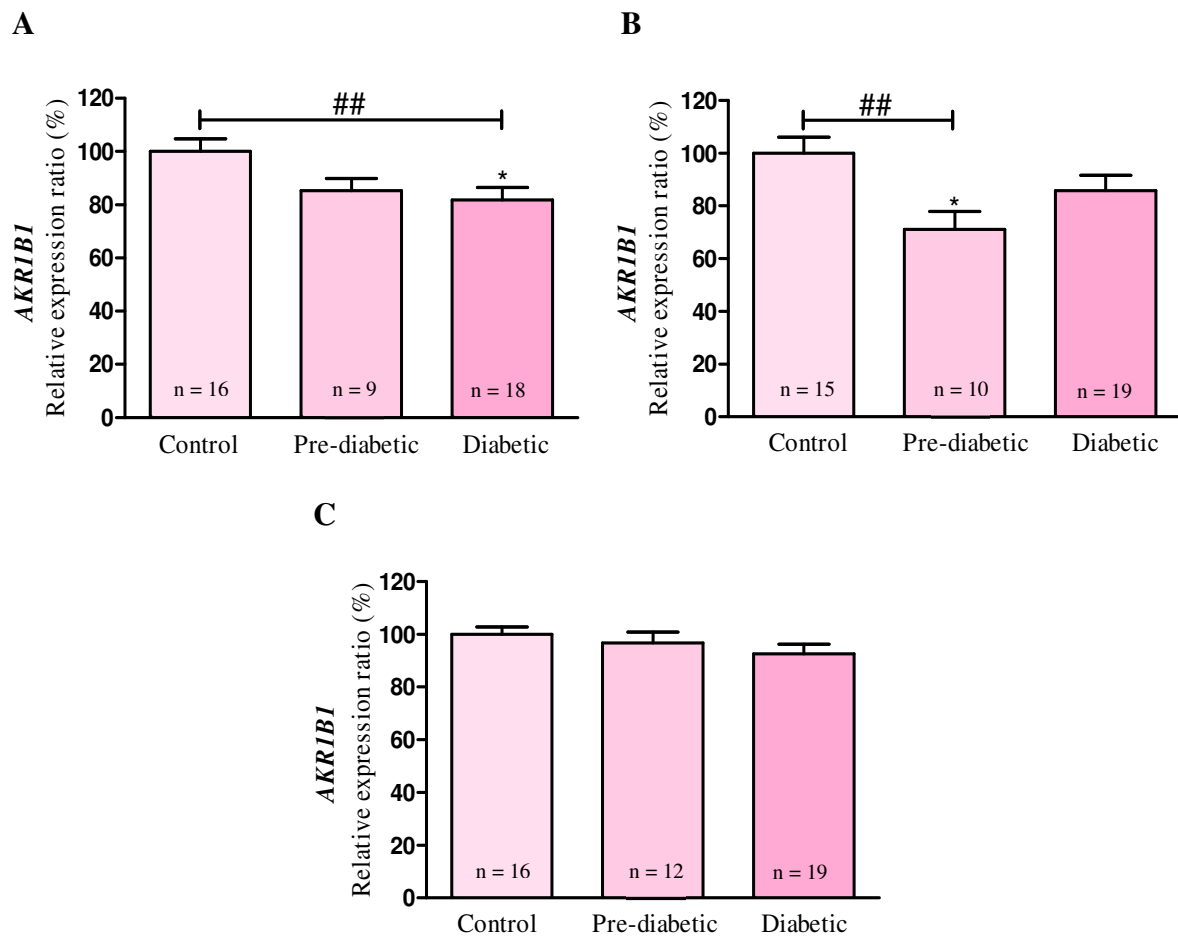 A
AKR1B1
Relative expression ratio (%)
120
100
80
60
40
20
0
##
*
n = 16
n = 9
n = 18
Control
Pre-diabetic
Diabetic
B
AKR1B1
Relative expression ratio (%)
120
100
80
60
40
20
0
##
*
n = 15
n = 10
n = 19
Control
Pre-diabetic
Diabetic
C
AKR1B1
Relative expression ratio (%)
120
100
80
60
40
20
0
n = 16
n = 12
n = 19
Control
Pre-diabetic
Diabetic